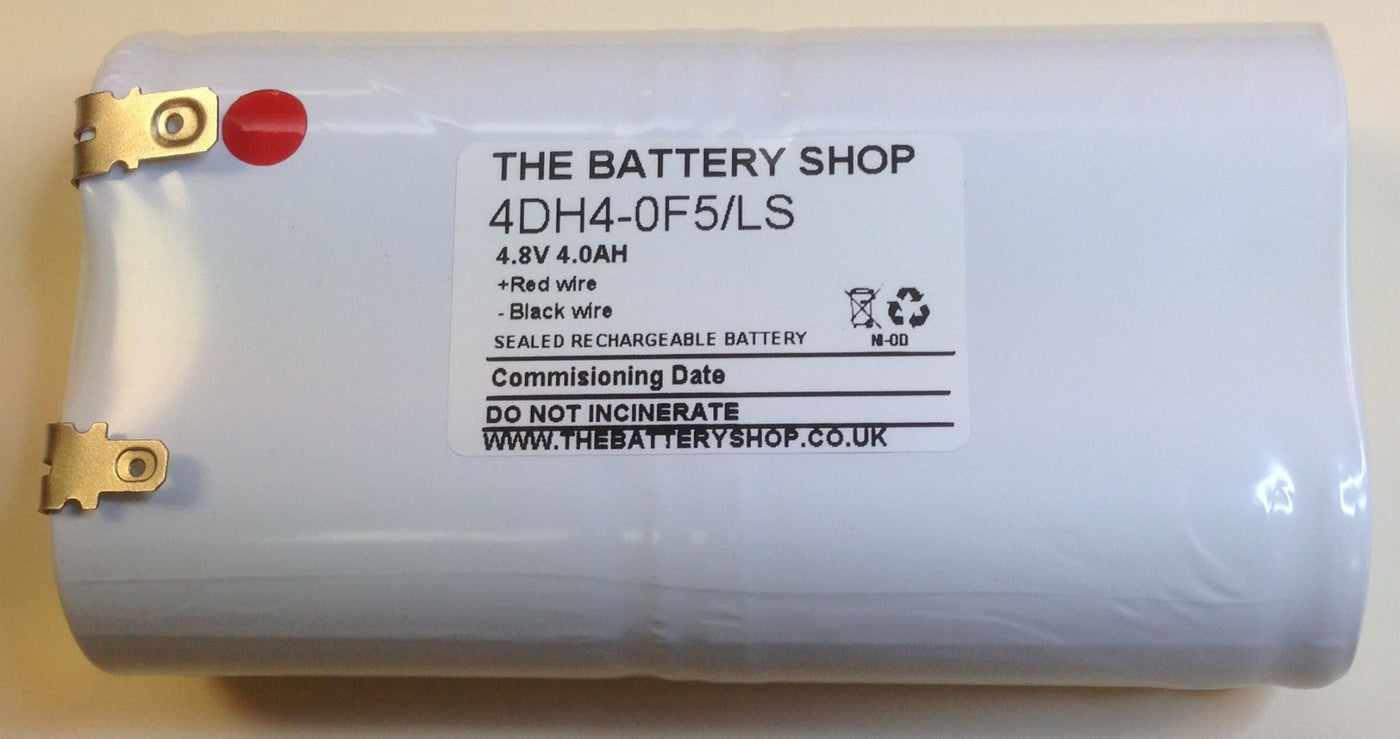 THE BATTERY SHOP
4DH4-0F5/LS
4.8V 4.0AH
+Red wire
- Black wire
SEALED RECHARGEABLE BATTERY
NI-0D
Commisioning Date
DO NOT INCINERATE
WWW.THEBATTERYSHOP.CO.UK